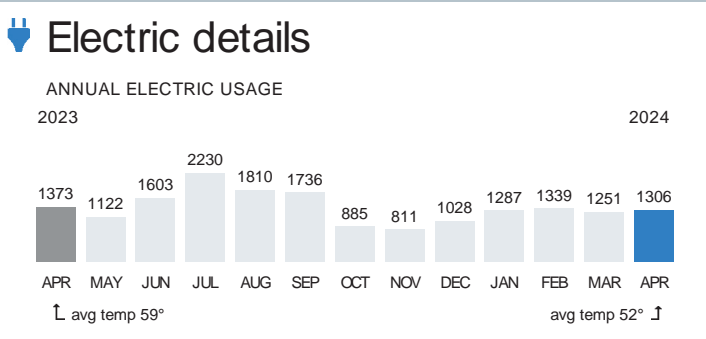 Electric details
ANNUAL ELECTRIC USAGE
2023 2024
1373 1122 1603 2230 1810 1736 885 811 1028 1287 1339 1251 1306
APR MAY JUN JUL AUG SEP OCT NOV DEC JAN FEB MAR APR
avg temp 59° avg temp 52°